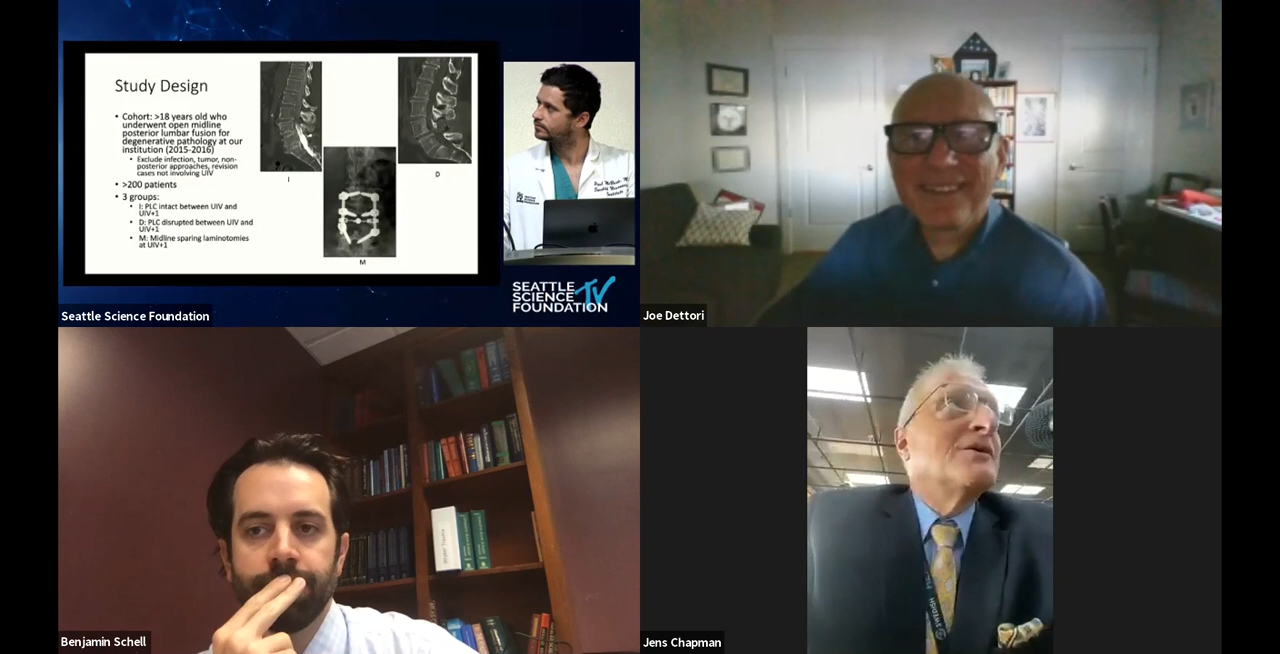 Study Design
• Cohort: >18 years old who
underwent open midline
posterior lumbar fusion for
degenerative pathology at our
institution (2015-2016)
• Exclude infection, tumor, non-
posterior approaches, revision
cases not involving UIV
• >200 patients
• 3 groups:
• I: PLC intact between UIV and
UIV+1
• D: PLC disrupted between UIV and
UIV+1
• M: Midline sparing laminotomies
at UIV+1
I
M
D
SEATTLE
SCIENCE
FOUNDATION
TV
Seattle Science Foundation
Joe Dettori
Benjamin Schell
Jens Chapman
SWEDISH